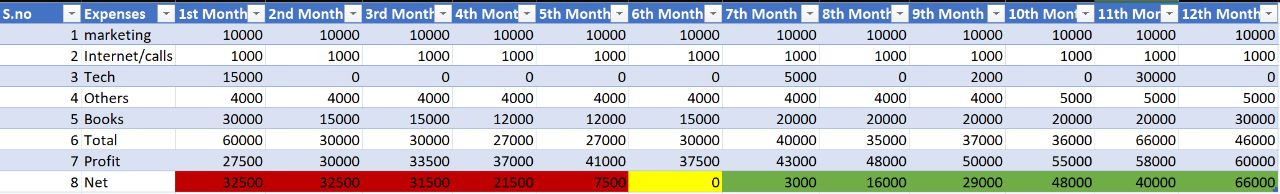 S.no Expenses 1st Month 2nd Month 3rd Month 4th Mont 5th Month 6th Month 7th Month 8th Month 9th Month 10th Mont 11th Mor 12th Month
1 marketing 10000 10000 10000 10000 10000 10000 10000 10000 10000 10000 10000 10000
2 Internet/calls 1000 1000 1000 1000 1000 1000 1000 1000 1000 1000 1000 1000
3 Tech 15000 0 0 0 0 0 5000 0 2000 0 30000 0
4 Others 4000 4000 4000 4000 4000 4000 4000 4000 4000 5000 5000 5000
5 Books 30000 15000 15000 12000 12000 15000 20000 20000 20000 20000 20000 30000
6 Total 60000 30000 30000 27000 27000 30000 40000 35000 37000 36000 66000 46000
7 Profit 27500 30000 33500 37000 41000 37500 43000 48000 50000 55000 58000 60000
8 Net 32500 32500 31500 21500 7500 0 3000 16000 29000 48000 40000 66000